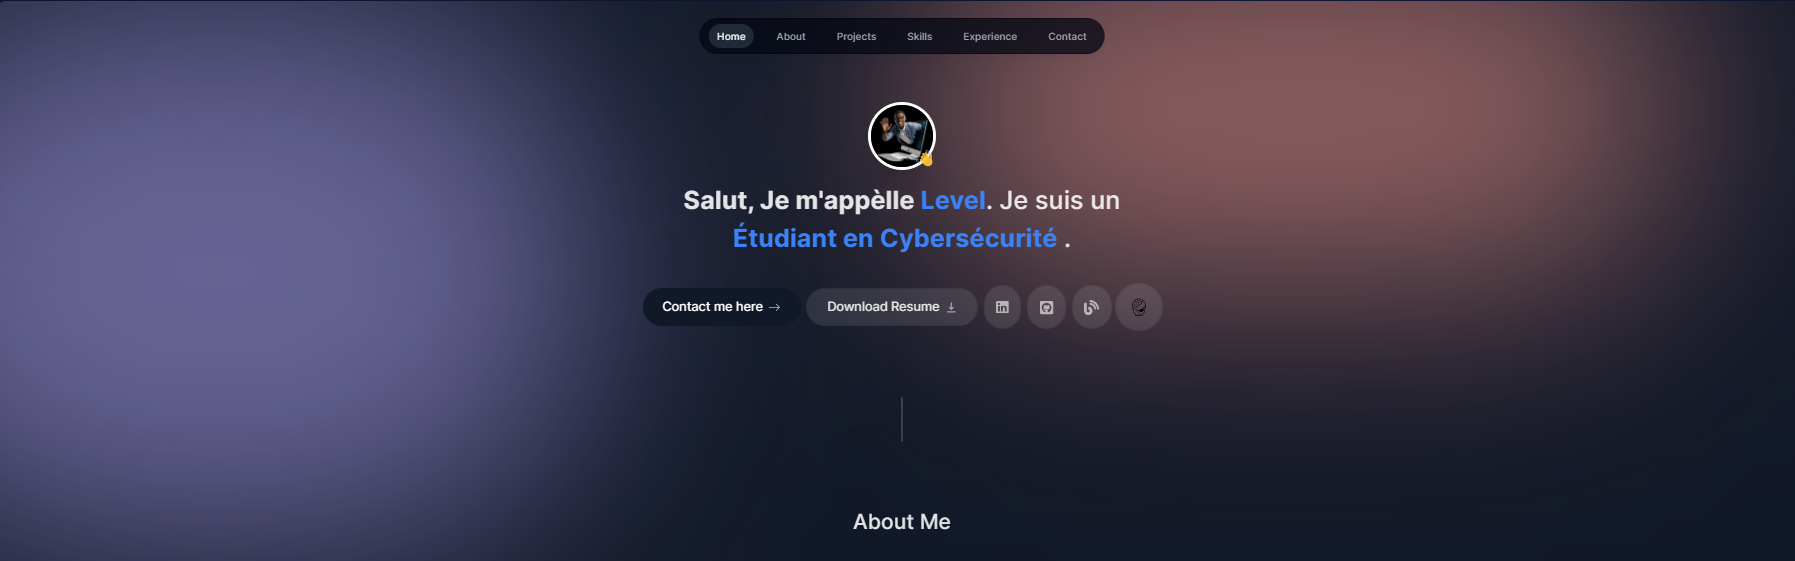 Home About Projects Skills Experience Contact
Salut, Je m'appèlle Level. Je suis un
Étudiant en Cybersécurité .
Contact me here → Download Resume
About Me